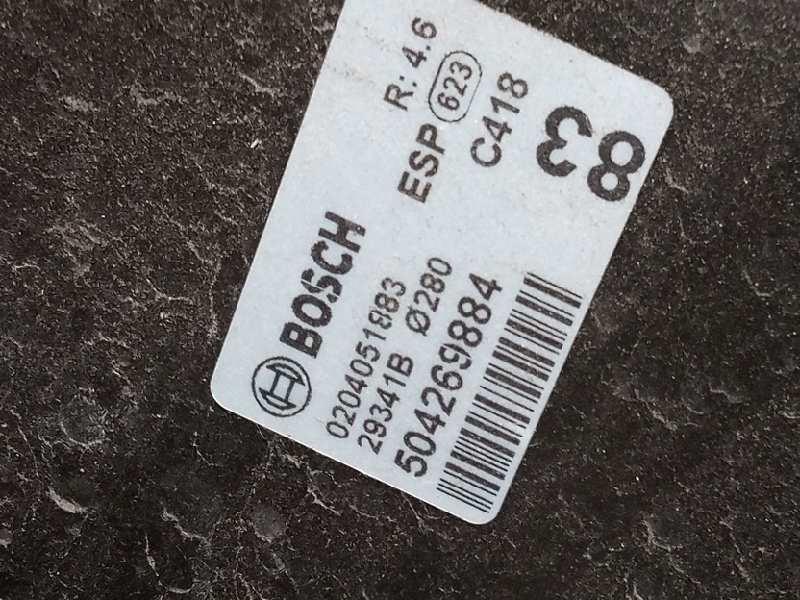 BOSCH
0204051883
29341B Ø280
504269884
R: 4.6
ESP 623
C418
83